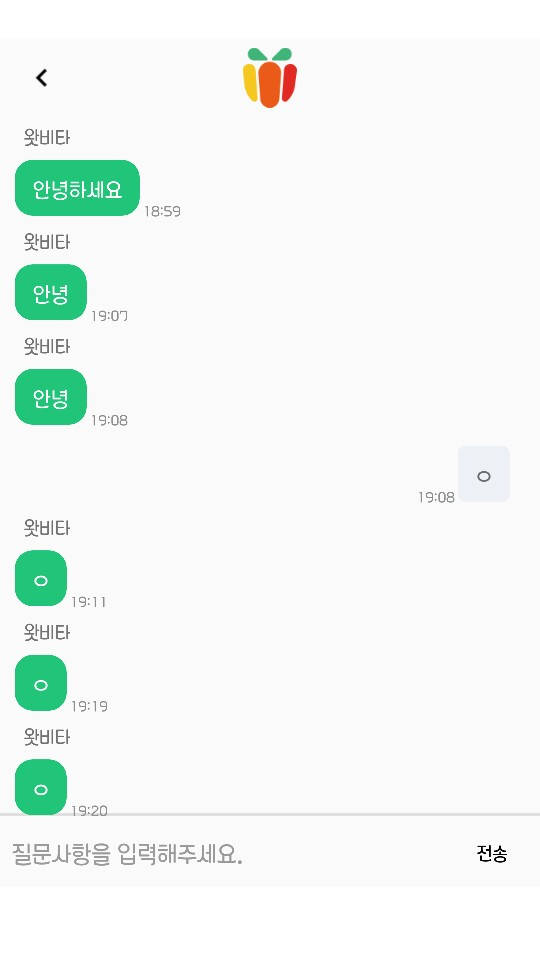 왓비타
안녕하세요
18:59
왓비타
안녕
19:07
왓비타
안녕
19:08
ㅇ
19:08
왓비타
ㅇ
19:11
왓비타
ㅇ
19:19
왓비타
ㅇ
19:20
질문사항을 입력해주세요.
전송